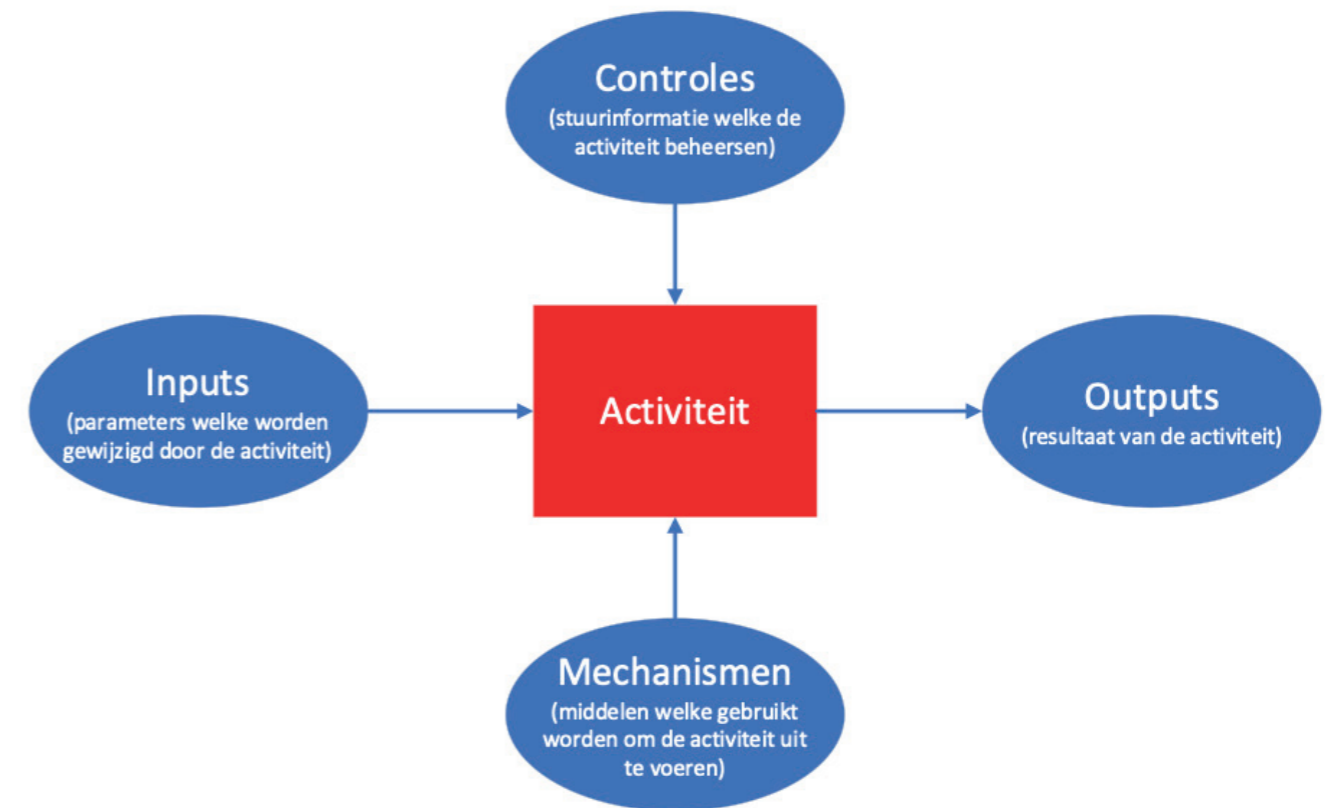 Controles
(stuurinformatie welke de
activiteit beheersen)
Inputs
(parameters welke worden
gewijzigd door de activiteit)
Activiteit
Outputs
(resultaat van de activiteit)
Mechanismen
(middelen welke gebruikt
worden om de activiteit uit
te voeren)